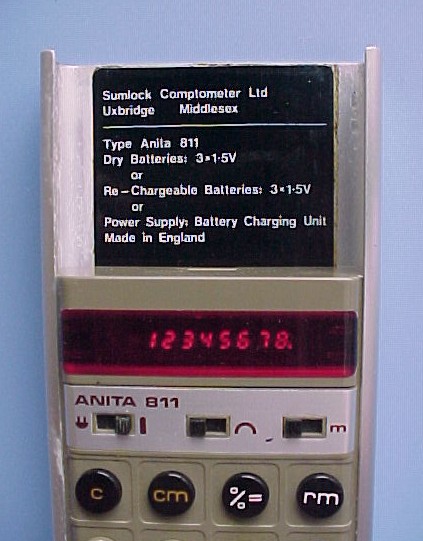 Sumlock Comptometer Ltd
Uxbridge Middlesex
Type Anita 811
Dry Batteries: 3×1·5V
or
Re-Chargeable Batteries: 3×1·5V
or
Power Supply: Battery Charging Unit
Made in England
12345678.
ANITA 811
m
c cm %= rm